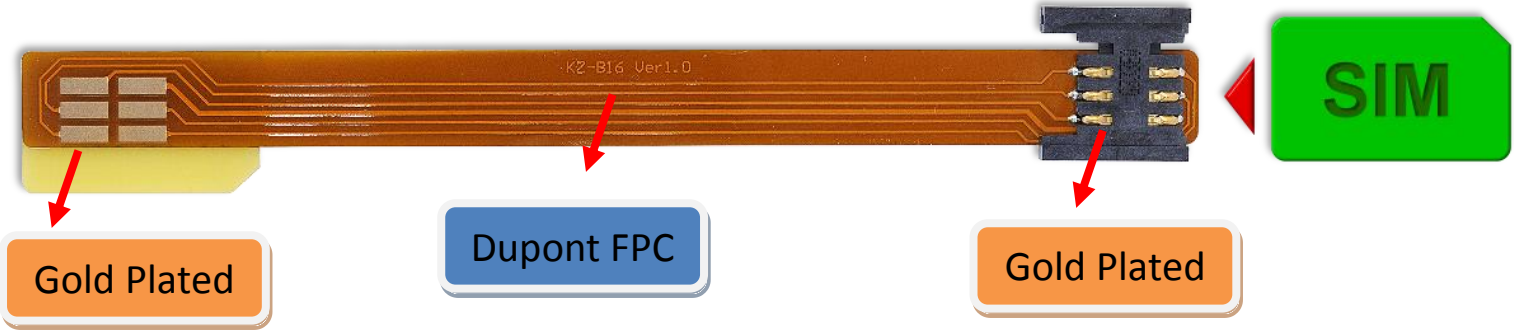 KZ-B16 Ver1.0
SIM
Gold Plated
Dupont FPC
Gold Plated